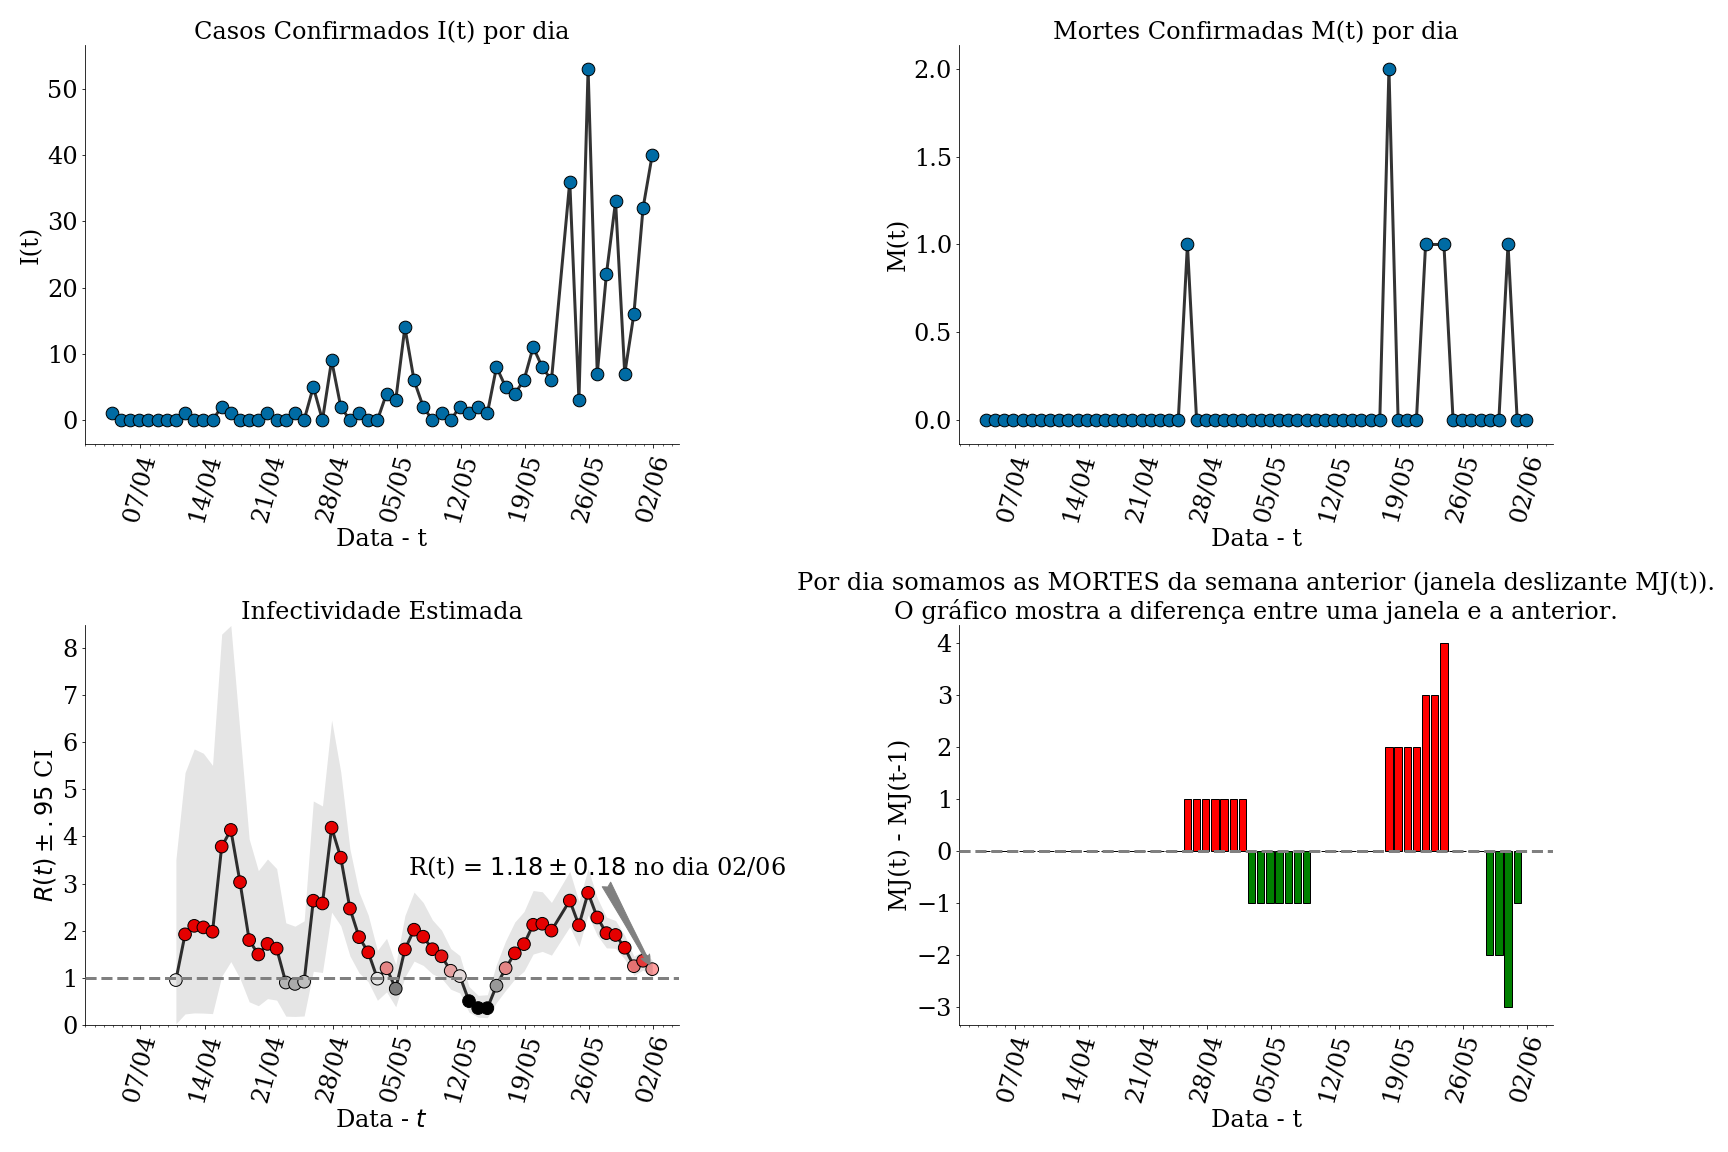 Casos Confirmados I(t) por dia
I(t)
50
40
30
20
10
0
07/04 14/04 21/04 28/04 05/05 12/05 19/05 26/05 02/06
Data - t
Mortes Confirmadas M(t) por dia
M(t)
2.0
1.5
1.0
0.5
0.0
07/04 14/04 21/04 28/04 05/05 12/05 19/05 26/05 02/06
Data - t
Infectividade Estimada
R(t) ± .95 CI
8
7
6
5
4
3
2
1
0
R(t) = 1.18 ± 0.18 no dia 02/06
07/04 14/04 21/04 28/04 05/05 12/05 19/05 26/05 02/06
Data - t
Por dia somamos as MORTES da semana anterior (janela deslizante MJ(t)).
O gráfico mostra a diferença entre uma janela e a anterior.
MJ(t) - MJ(t-1)
4
3
2
1
0
−1
−2
−3
07/04 14/04 21/04 28/04 05/05 12/05 19/05 26/05 02/06
Data - t